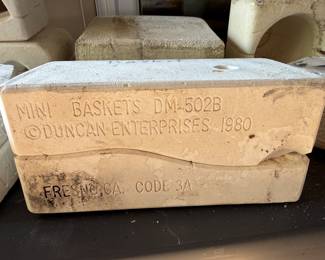 MINI BASKETS DM-502B
©DUNCAN ENTERPRISES 1980
FRESNO, CA. CODE 3A